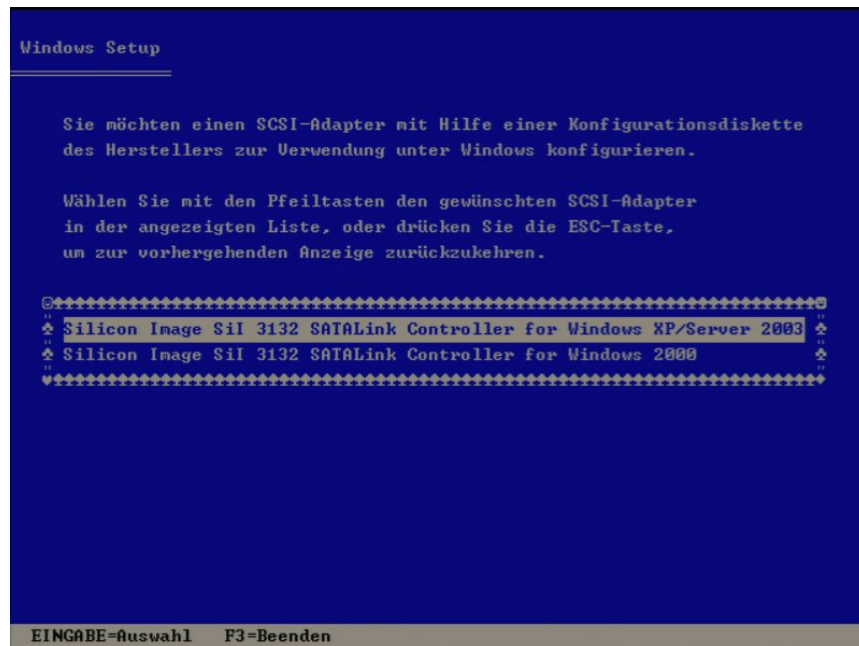 Windows Setup
Sie möchten einen SCSI-Adapter mit Hilfe einer Konfigurationsdiskette
des Herstellers zur Verwendung unter Windows konfigurieren.
Wählen Sie mit den Pfeiltasten den gewünschten SCSI-Adapter
in der angezeigten Liste, oder drücken Sie die ESC-Taste,
um zur vorhergehenden Anzeige zurückzukehren.
Silicon Image SiI 3132 SATALink Controller for Windows XP/Server 2003
Silicon Image SiI 3132 SATALink Controller for Windows 2000
EINGABE=Auswahl F3=Beenden